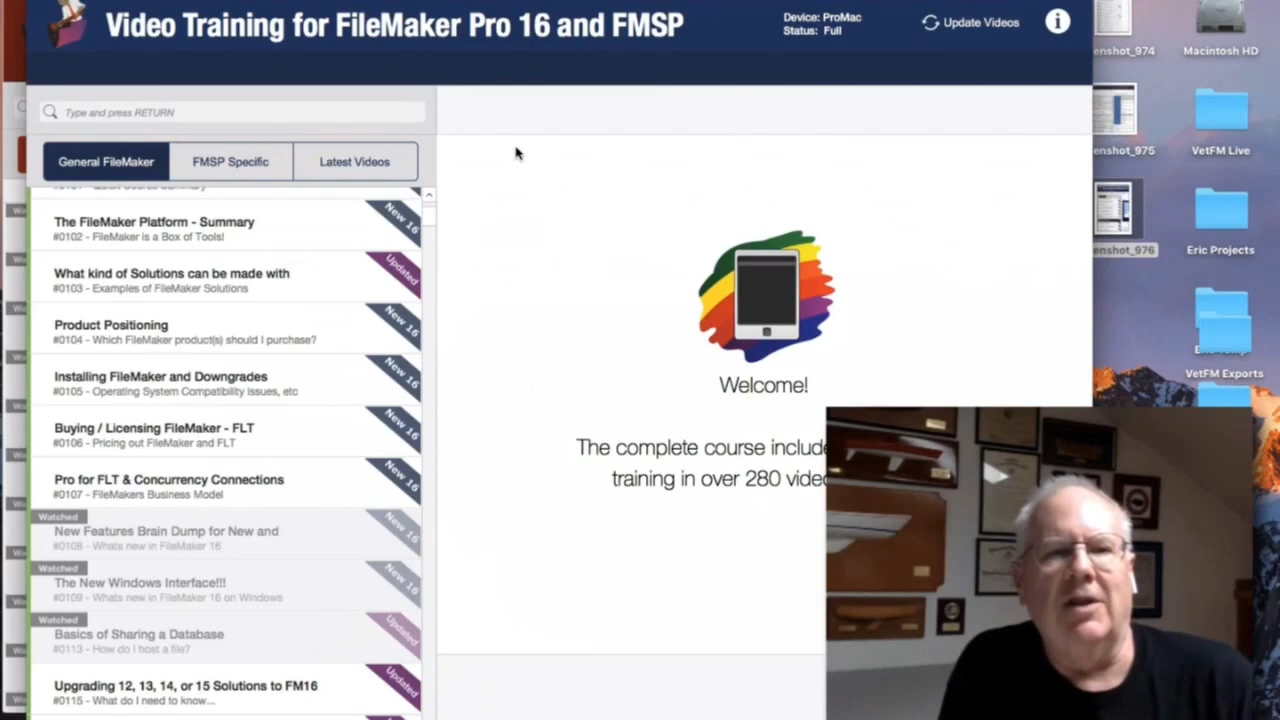 Video Training for FileMaker Pro 16 and FMSP
Device: ProMac
Status: Full
Update Videos
Type and press RETURN
General FileMaker
FMSP Specific
Latest Videos
The FileMaker Platform - Summary
#0102 - FileMaker is a Box of Tools!
New 16
What kind of Solutions can be made with
#0103 - Examples of FileMaker Solutions
Updated
Product Positioning
#0104 - Which FileMaker product(s) should I purchase?
New 16
Installing FileMaker and Downgrades
#0105 - Operating System Compatibility issues, etc
New 16
Buying / Licensing FileMaker - FLT
#0106 - Pricing out FileMaker and FLT
New 16
Pro for FLT & Concurrency Connections
#0107 - FileMakers Business Model
New 16
Watched
New Features Brain Dump for New and
#0108 - Whats new in FileMaker 16
New 16
Watched
The New Windows Interface!!!
#0109 - Whats new in FileMaker 16 on Windows
New 16
Watched
Basics of Sharing a Database
#0113 - How do I host a file?
Updated
Upgrading 12, 13, 14, or 15 Solutions to FM16
#0115 - What do I need to know...
Updated
Welcome!
The complete course include
training in over 280 video
enshot_974
Macintosh HD
enshot_975
VetFM Live
enshot_976
Eric Projects
VetFM Exports